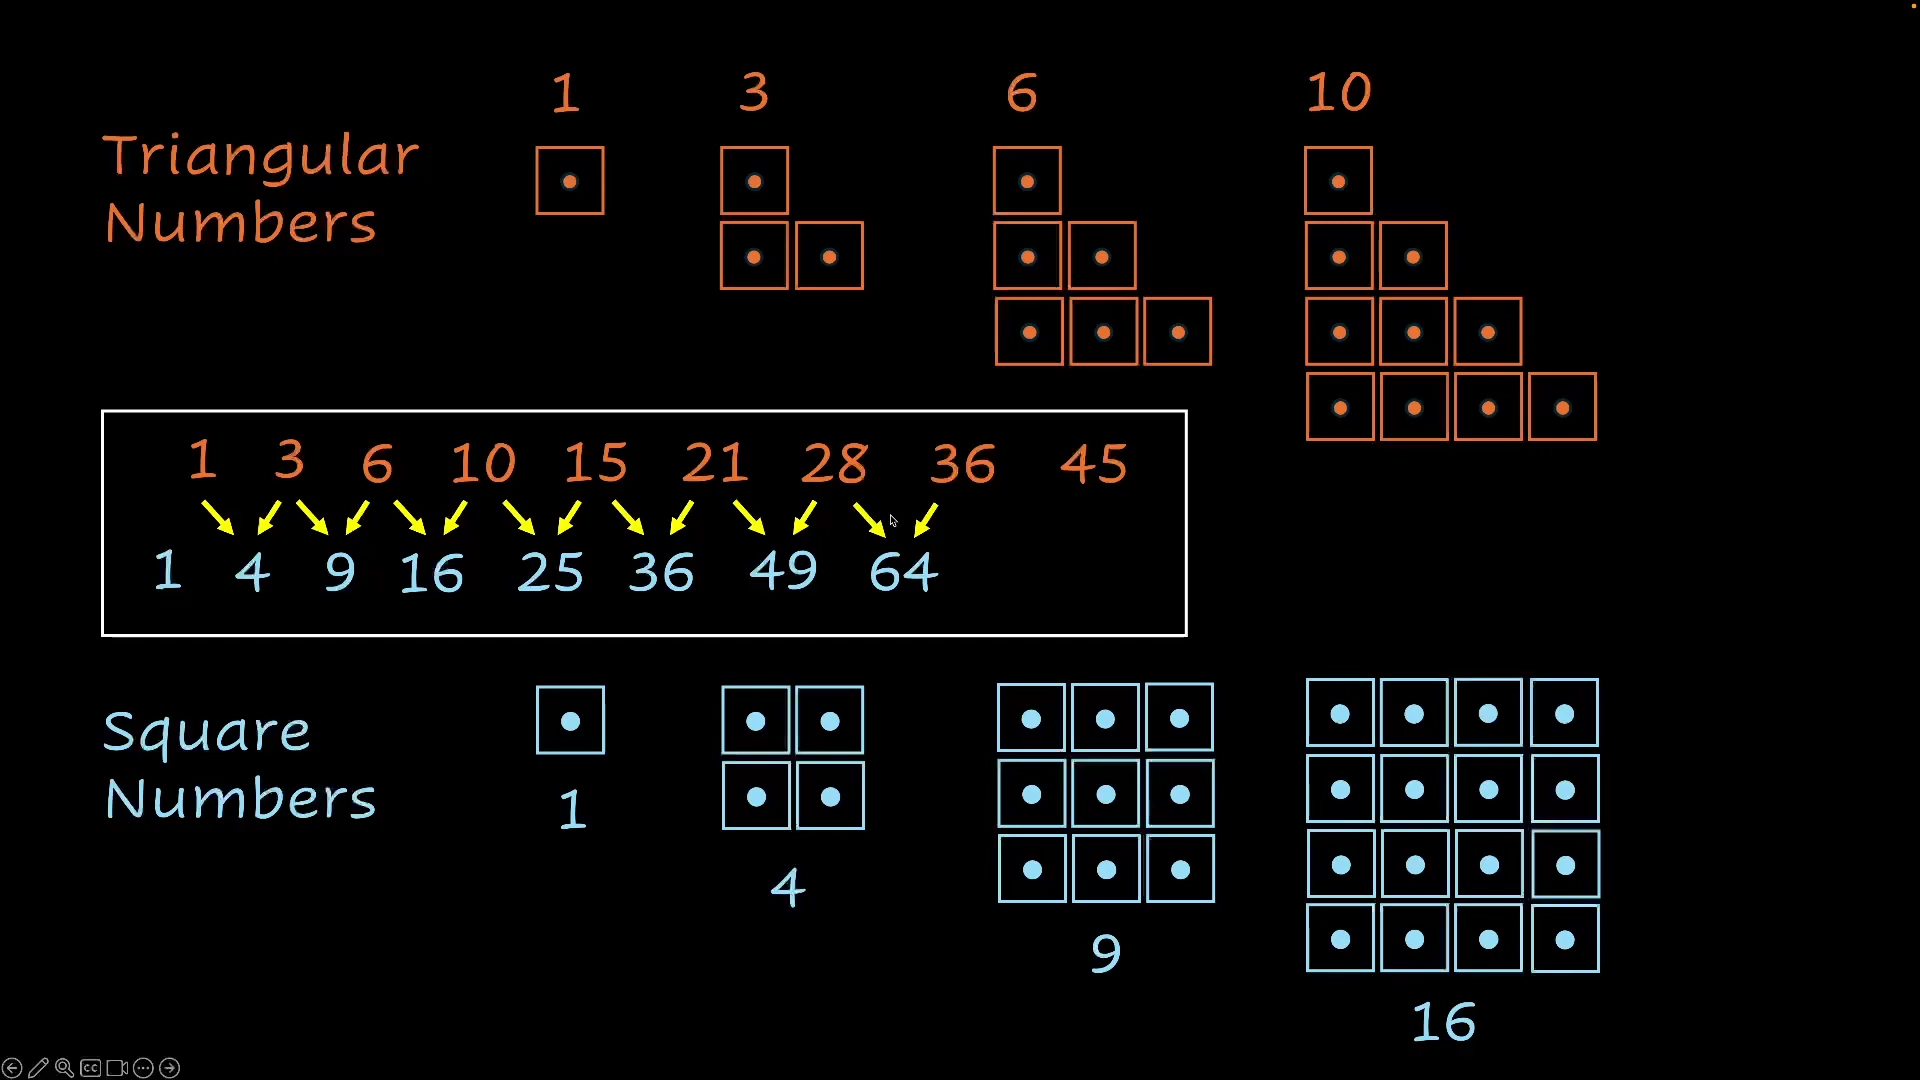 1 3 6 10
Triangular
Numbers
1 3 6 10 15 21 28 36 45
1 4 9 16 25 36 49 64
Square
Numbers
1
4
9
16
CC